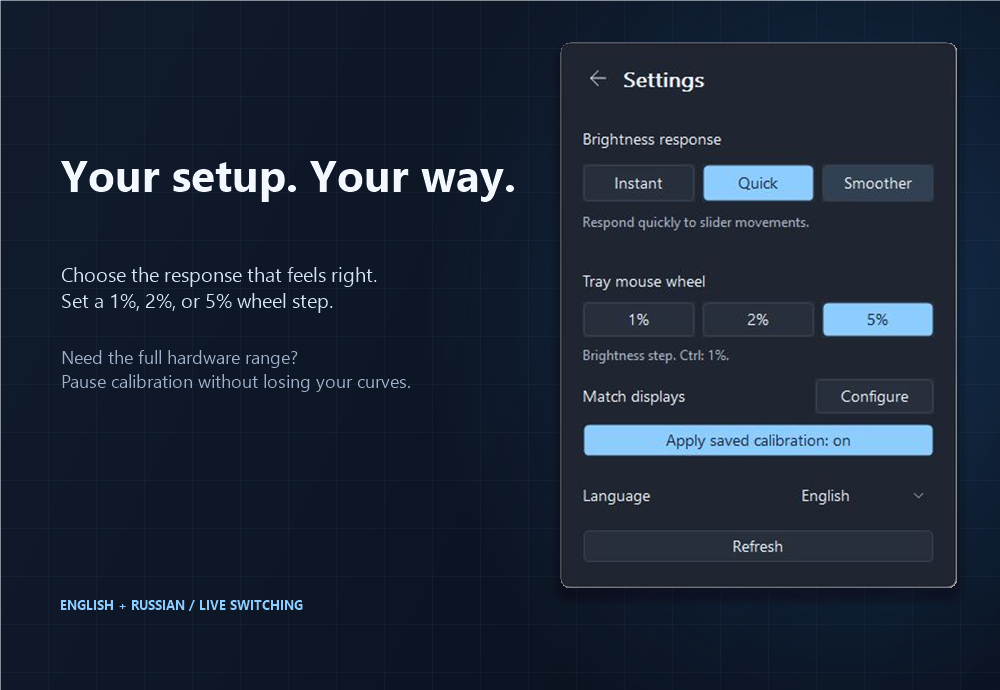 Your setup. Your way.
Choose the response that feels right.
Set a 1%, 2%, or 5% wheel step.
Need the full hardware range?
Pause calibration without losing your curves.
ENGLISH + RUSSIAN / LIVE SWITCHING
Settings
Brightness response
Instant Quick Smoother
Respond quickly to slider movements.
Tray mouse wheel
1% 2% 5%
Brightness step. Ctrl: 1%.
Match displays Configure
Apply saved calibration: on
Language English
Refresh